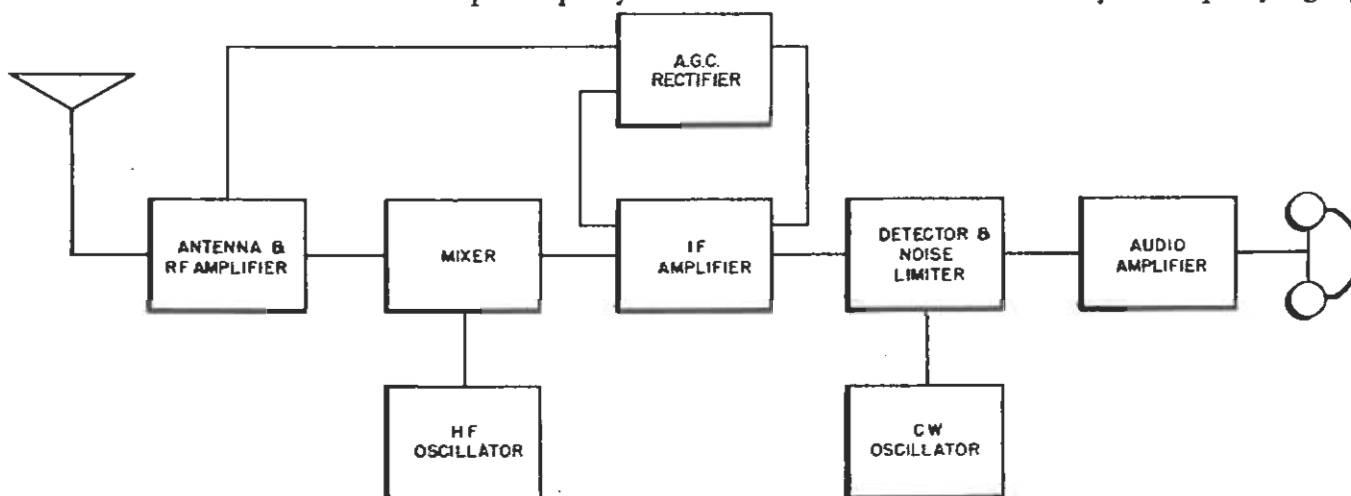 A.G.C.
RECTIFIER
ANTENNA &
RF AMPLIFIER
MIXER
IF
AMPLIFIER
DETECTOR &
NOISE
LIMITER
AUDIO
AMPLIFIER
HF
OSCILLATOR
CW
OSCILLATOR